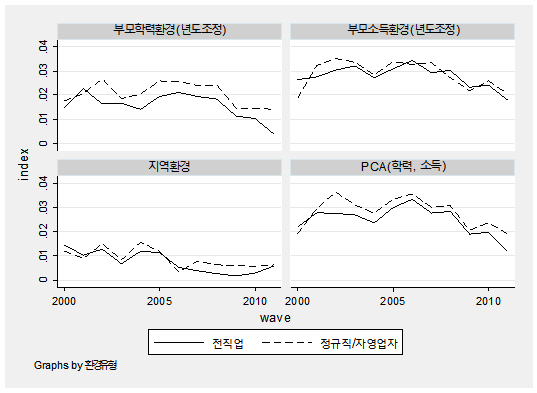 부모학력환경(년도조정)
부모소득환경(년도조정)
0 .01 .02 .03 .04
지역환경
PCA(학력, 소득)
0 .01 .02 .03 .04
index
2000 2005 2010
2000 2005 2010
wave
전직업
정규직/자영업자
Graphs by 환경유형